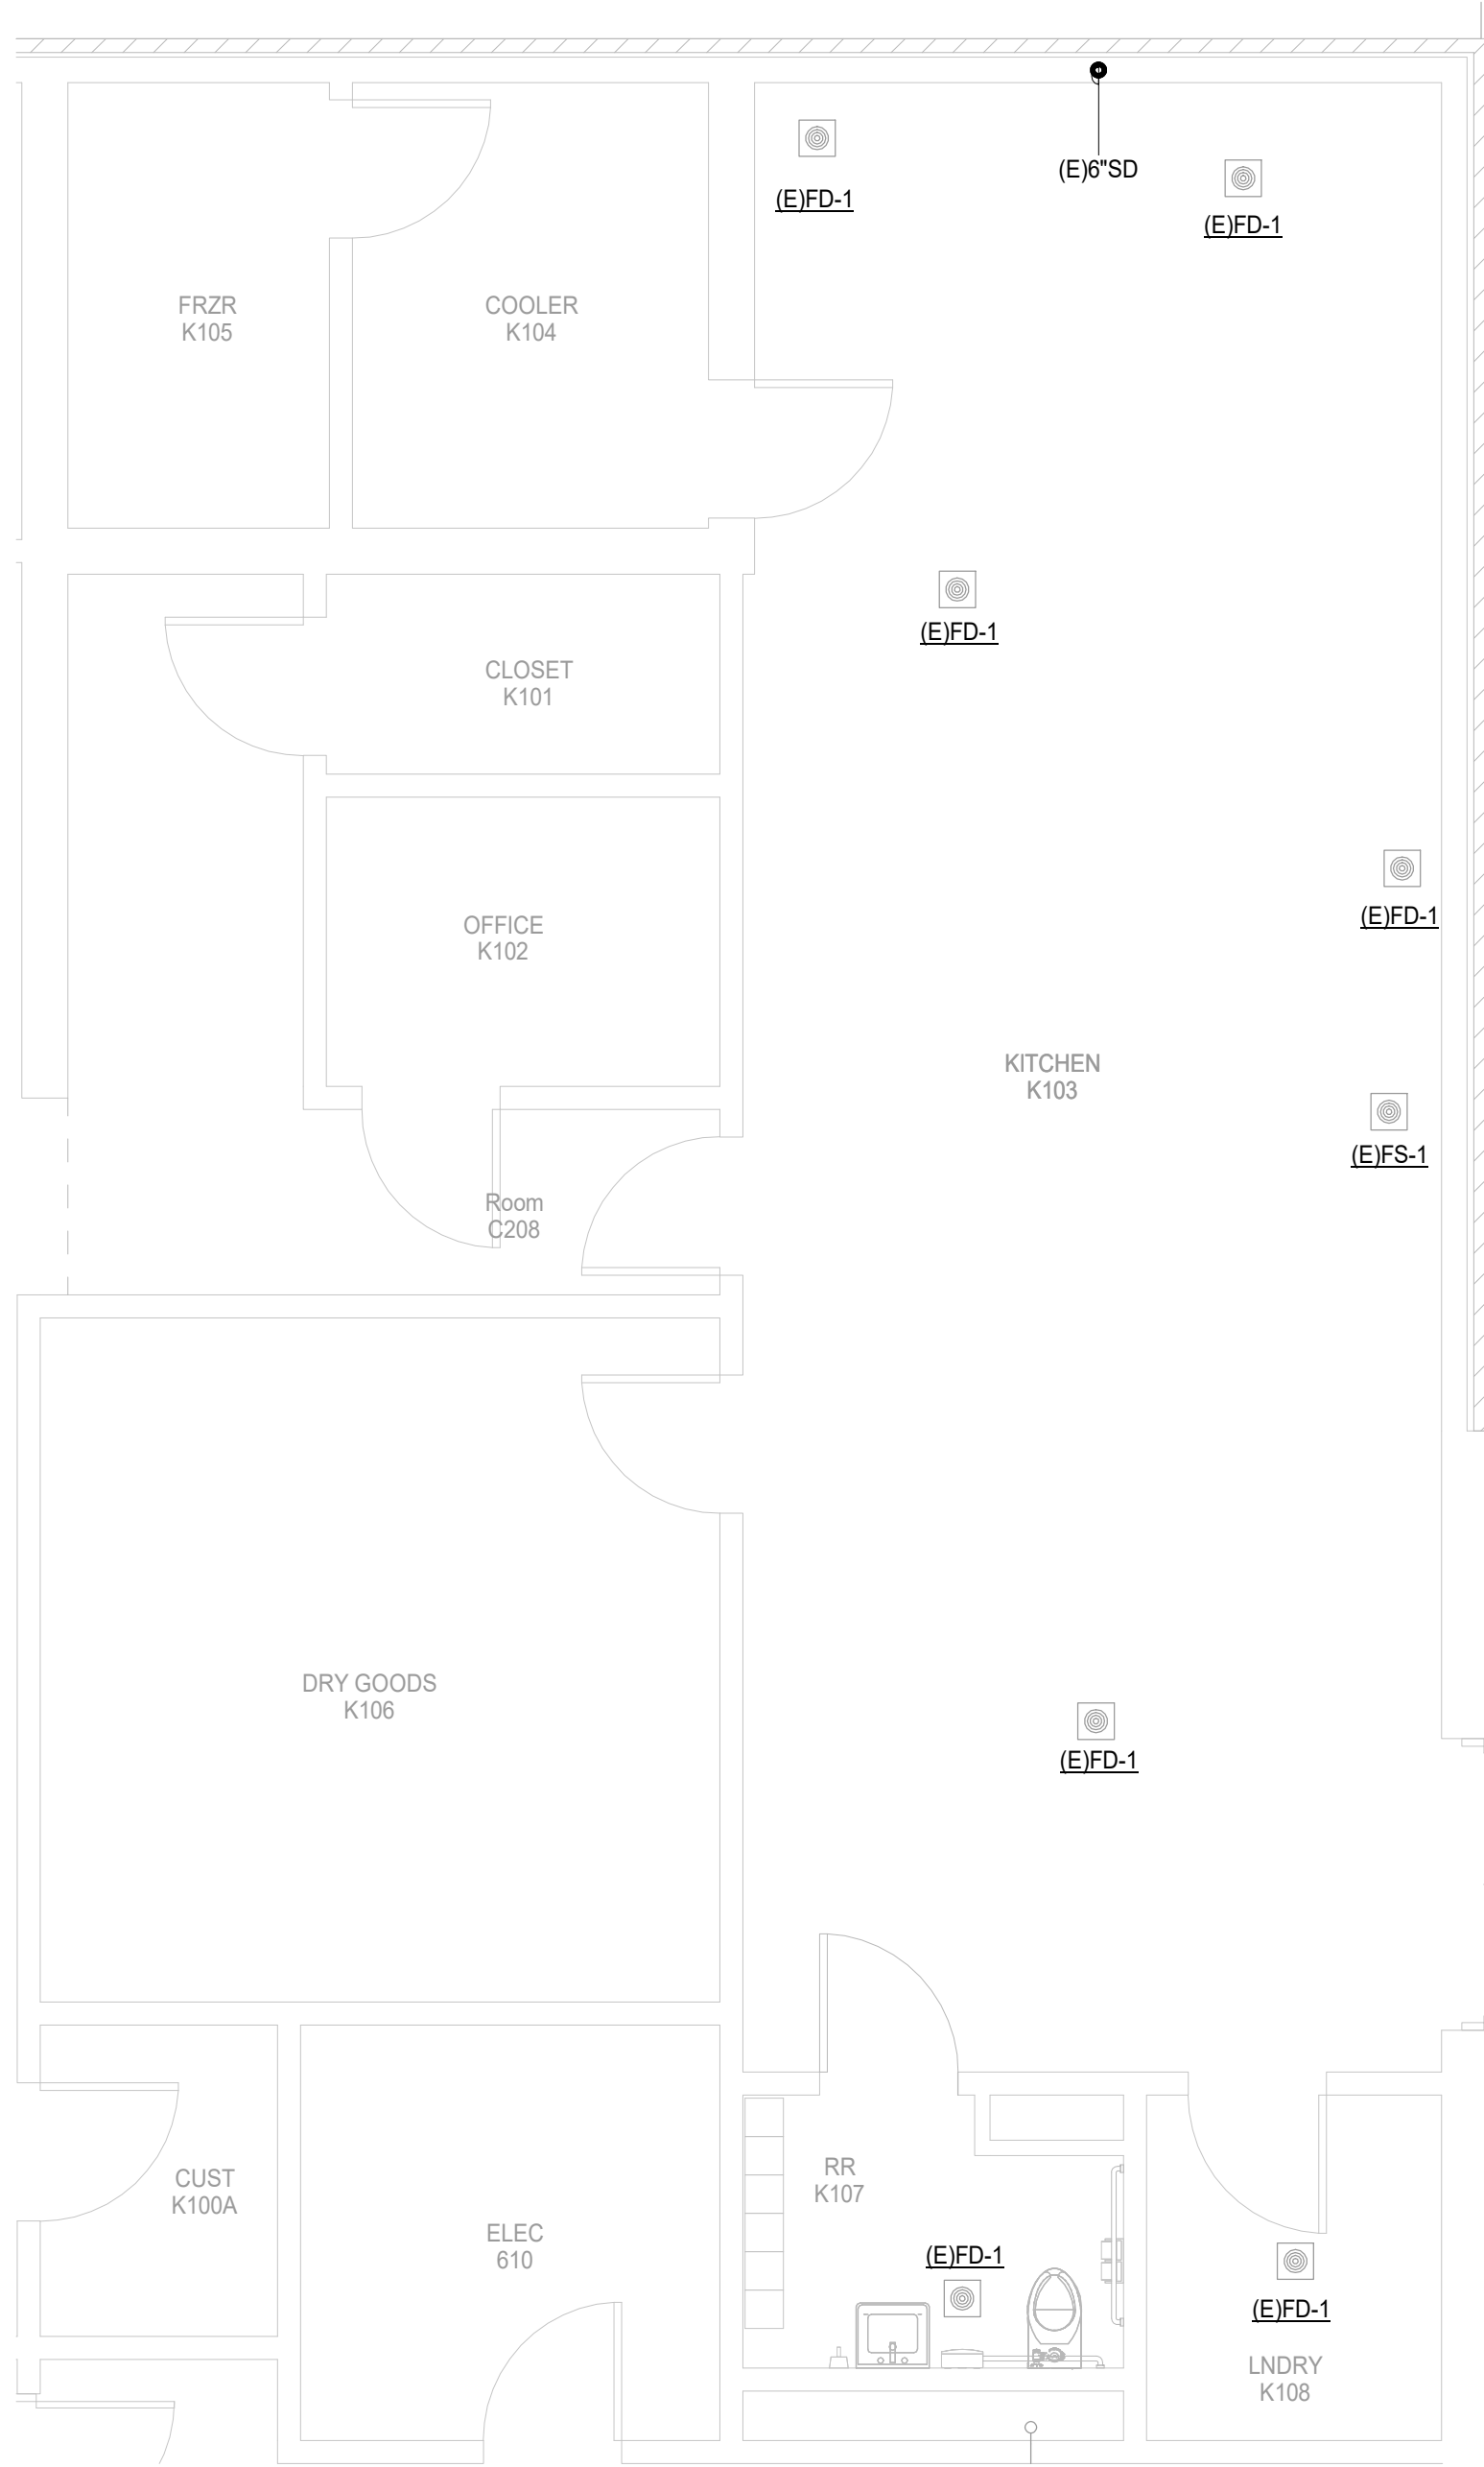 (E)6"SD
(E)FD-1
(E)FD-1
FRZR
K105
COOLER
K104
(E)FD-1
CLOSET
K101
(E)FD-1
OFFICE
K102
KITCHEN
K103
(E)FS-1
Room
C208
DRY GOODS
K106
(E)FD-1
RR
K107
CUST
K100A
ELEC
610
(E)FD-1
(E)FD-1
LNDRY
K108